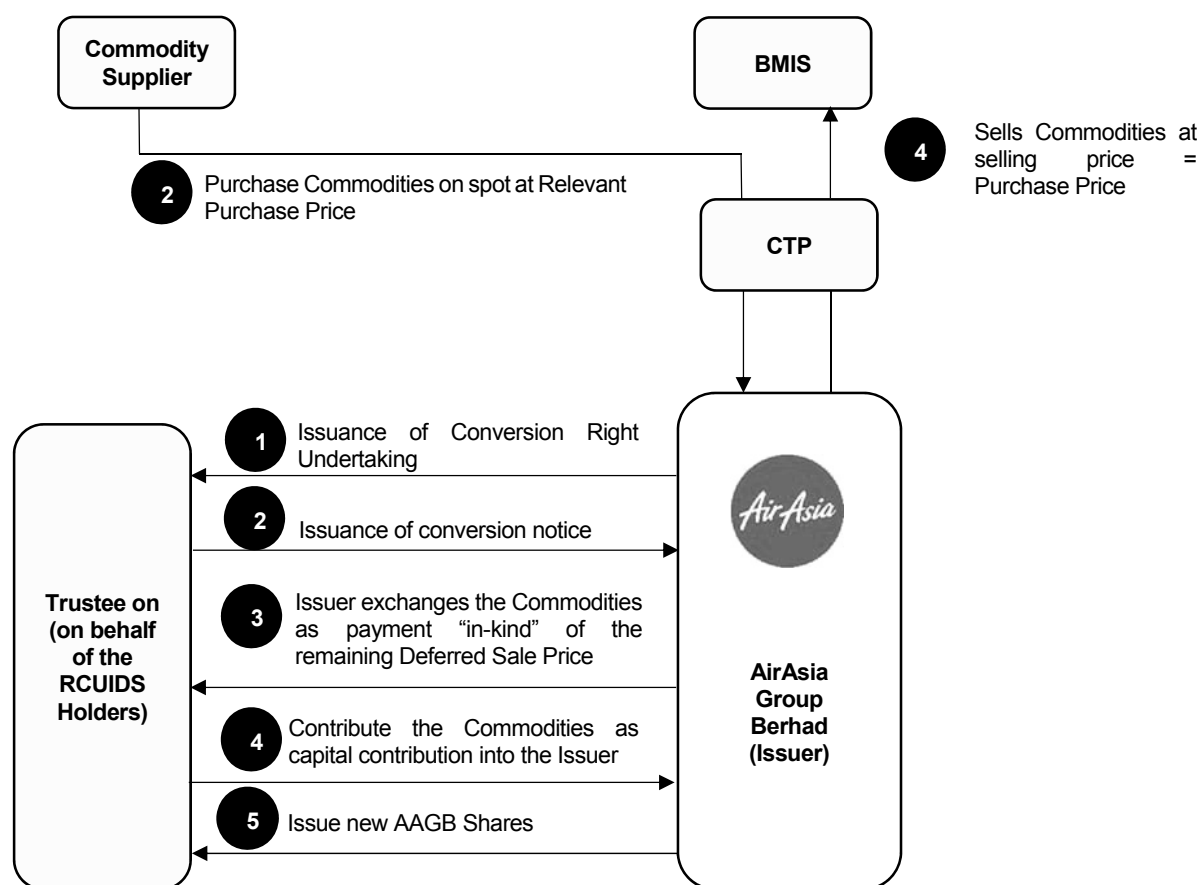 Commodity
Supplier
BMIS
4
Sells Commodities at
selling price =
Purchase Price
2
Purchase Commodities on spot at Relevant
Purchase Price
CTP
1
Issuance of Conversion Right
Undertaking
2
Issuance of conversion notice
3
Issuer exchanges the Commodities
as payment “in-kind” of the
remaining Deferred Sale Price
4
Contribute the Commodities as
capital contribution into the Issuer
5
Issue new AAGB Shares
Trustee on
(on behalf
of the
RCUIDS
Holders)
AirAsia
AirAsia
Group
Berhad
(Issuer)